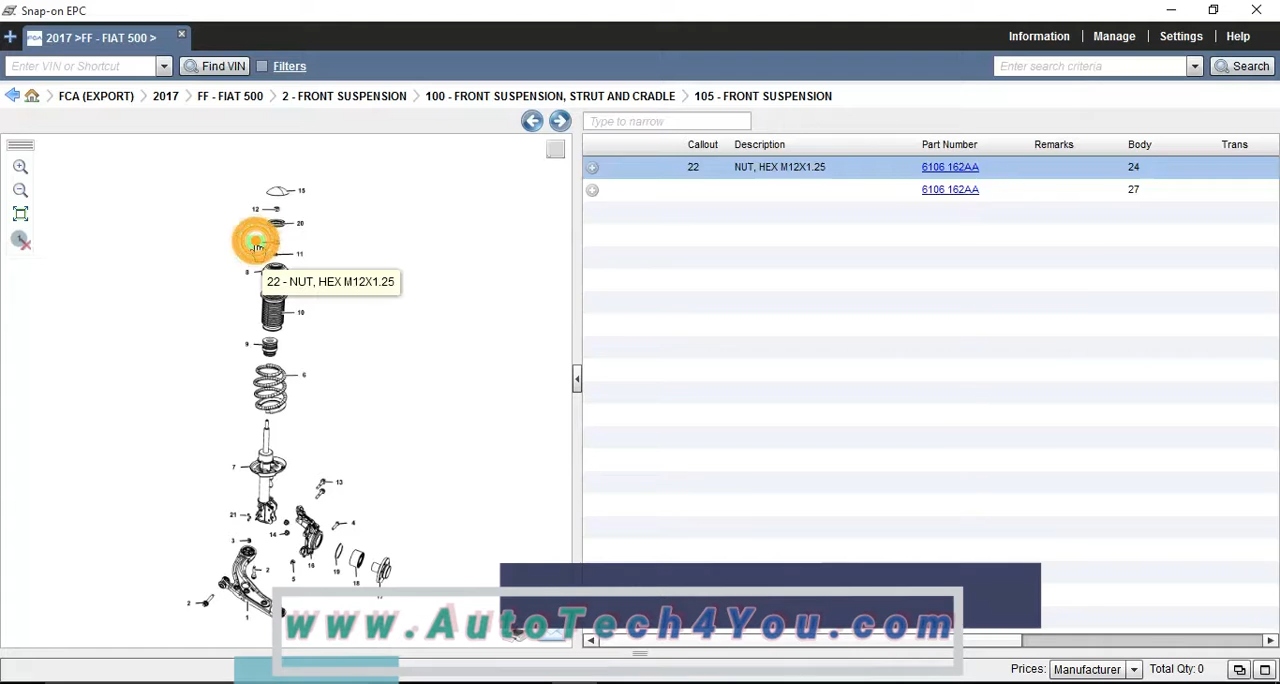 Snap-on EPC
2017 >FF - FIAT 500 >
Information Manage Settings Help
Enter VIN or Shortcut Find VIN Filters Enter search criteria Search
FCA (EXPORT) 2017 FF - FIAT 500 2 - FRONT SUSPENSION 100 - FRONT SUSPENSION, STRUT AND CRADLE 105 - FRONT SUSPENSION
Type to narrow
Callout Description Part Number Remarks Body Trans
22 NUT, HEX M12X1.25 6106 162AA 24
6106 162AA 27
15
12
20
11
8
22 - NUT, HEX M12X1.25
10
9
6
7
13
21
4
14
3
16
19
18
5
2
2
1
www.AutoTech4You.com
Prices: Manufacturer Total Qty: 0